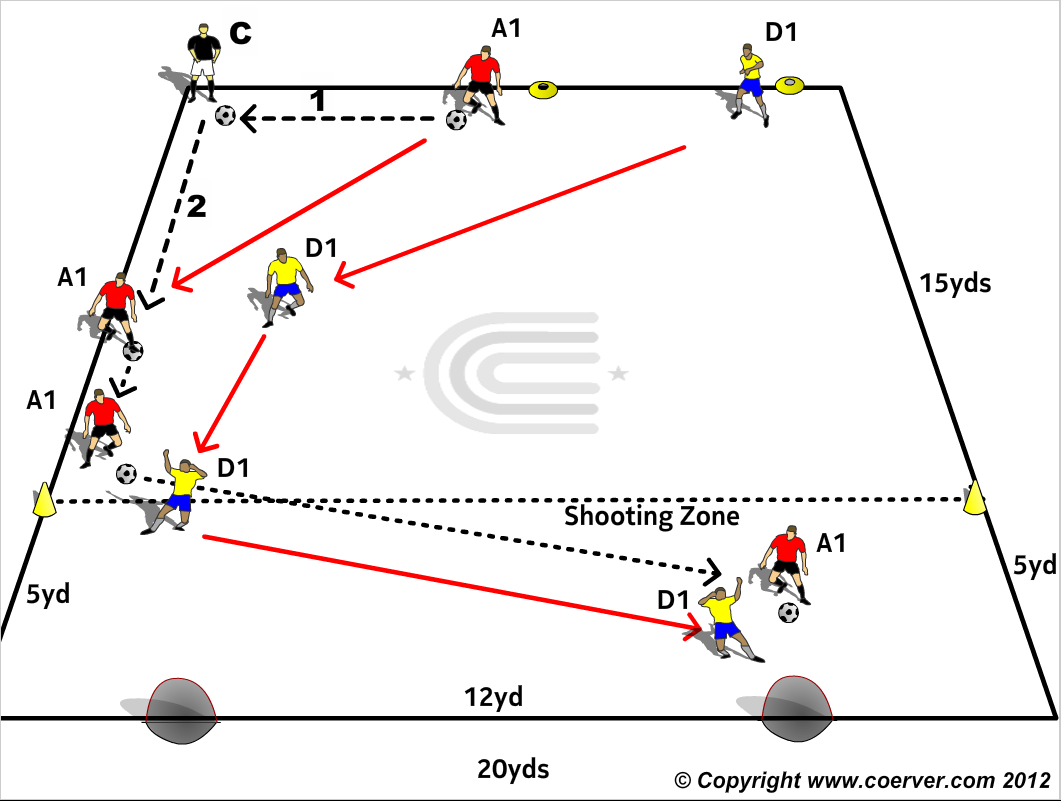 C
A1
D1
1
2
D1
A1
15yds
A1
D1
Shooting Zone
A1
5yd
5yd
D1
12yd
20yds
© Copyright www.coerver.com 2012